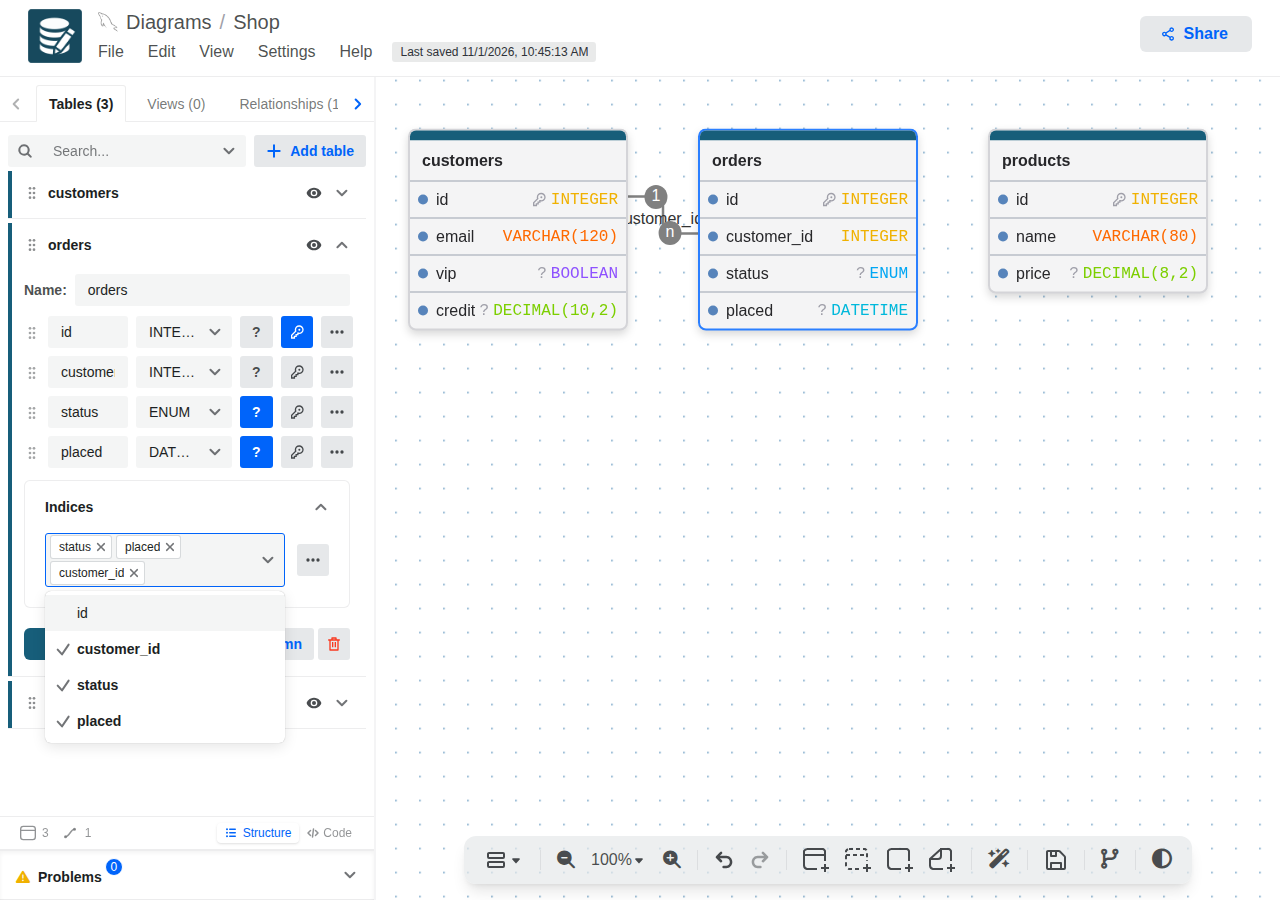 Diagrams / Shop
File Edit View Settings Help Last saved 11/1/2026, 10:45:13 AM
Share
Tables (3) Views (0) Relationships (1
Search... Add table
customers
orders
Name: orders
id INTE... ?
custome INTE... ?
status ENUM ?
placed DAT... ?
Indices
status placed
customer_id
id
customer_id
status
placed
mn
3 1 Structure Code
Problems 0
customers
id INTEGER
email VARCHAR(120)
vip ? BOOLEAN
credit ? DECIMAL(10,2)
1
ustomer_id
n
orders
id INTEGER
customer_id INTEGER
status ? ENUM
placed ? DATETIME
products
id INTEGER
name VARCHAR(80)
price ? DECIMAL(8,2)
100%